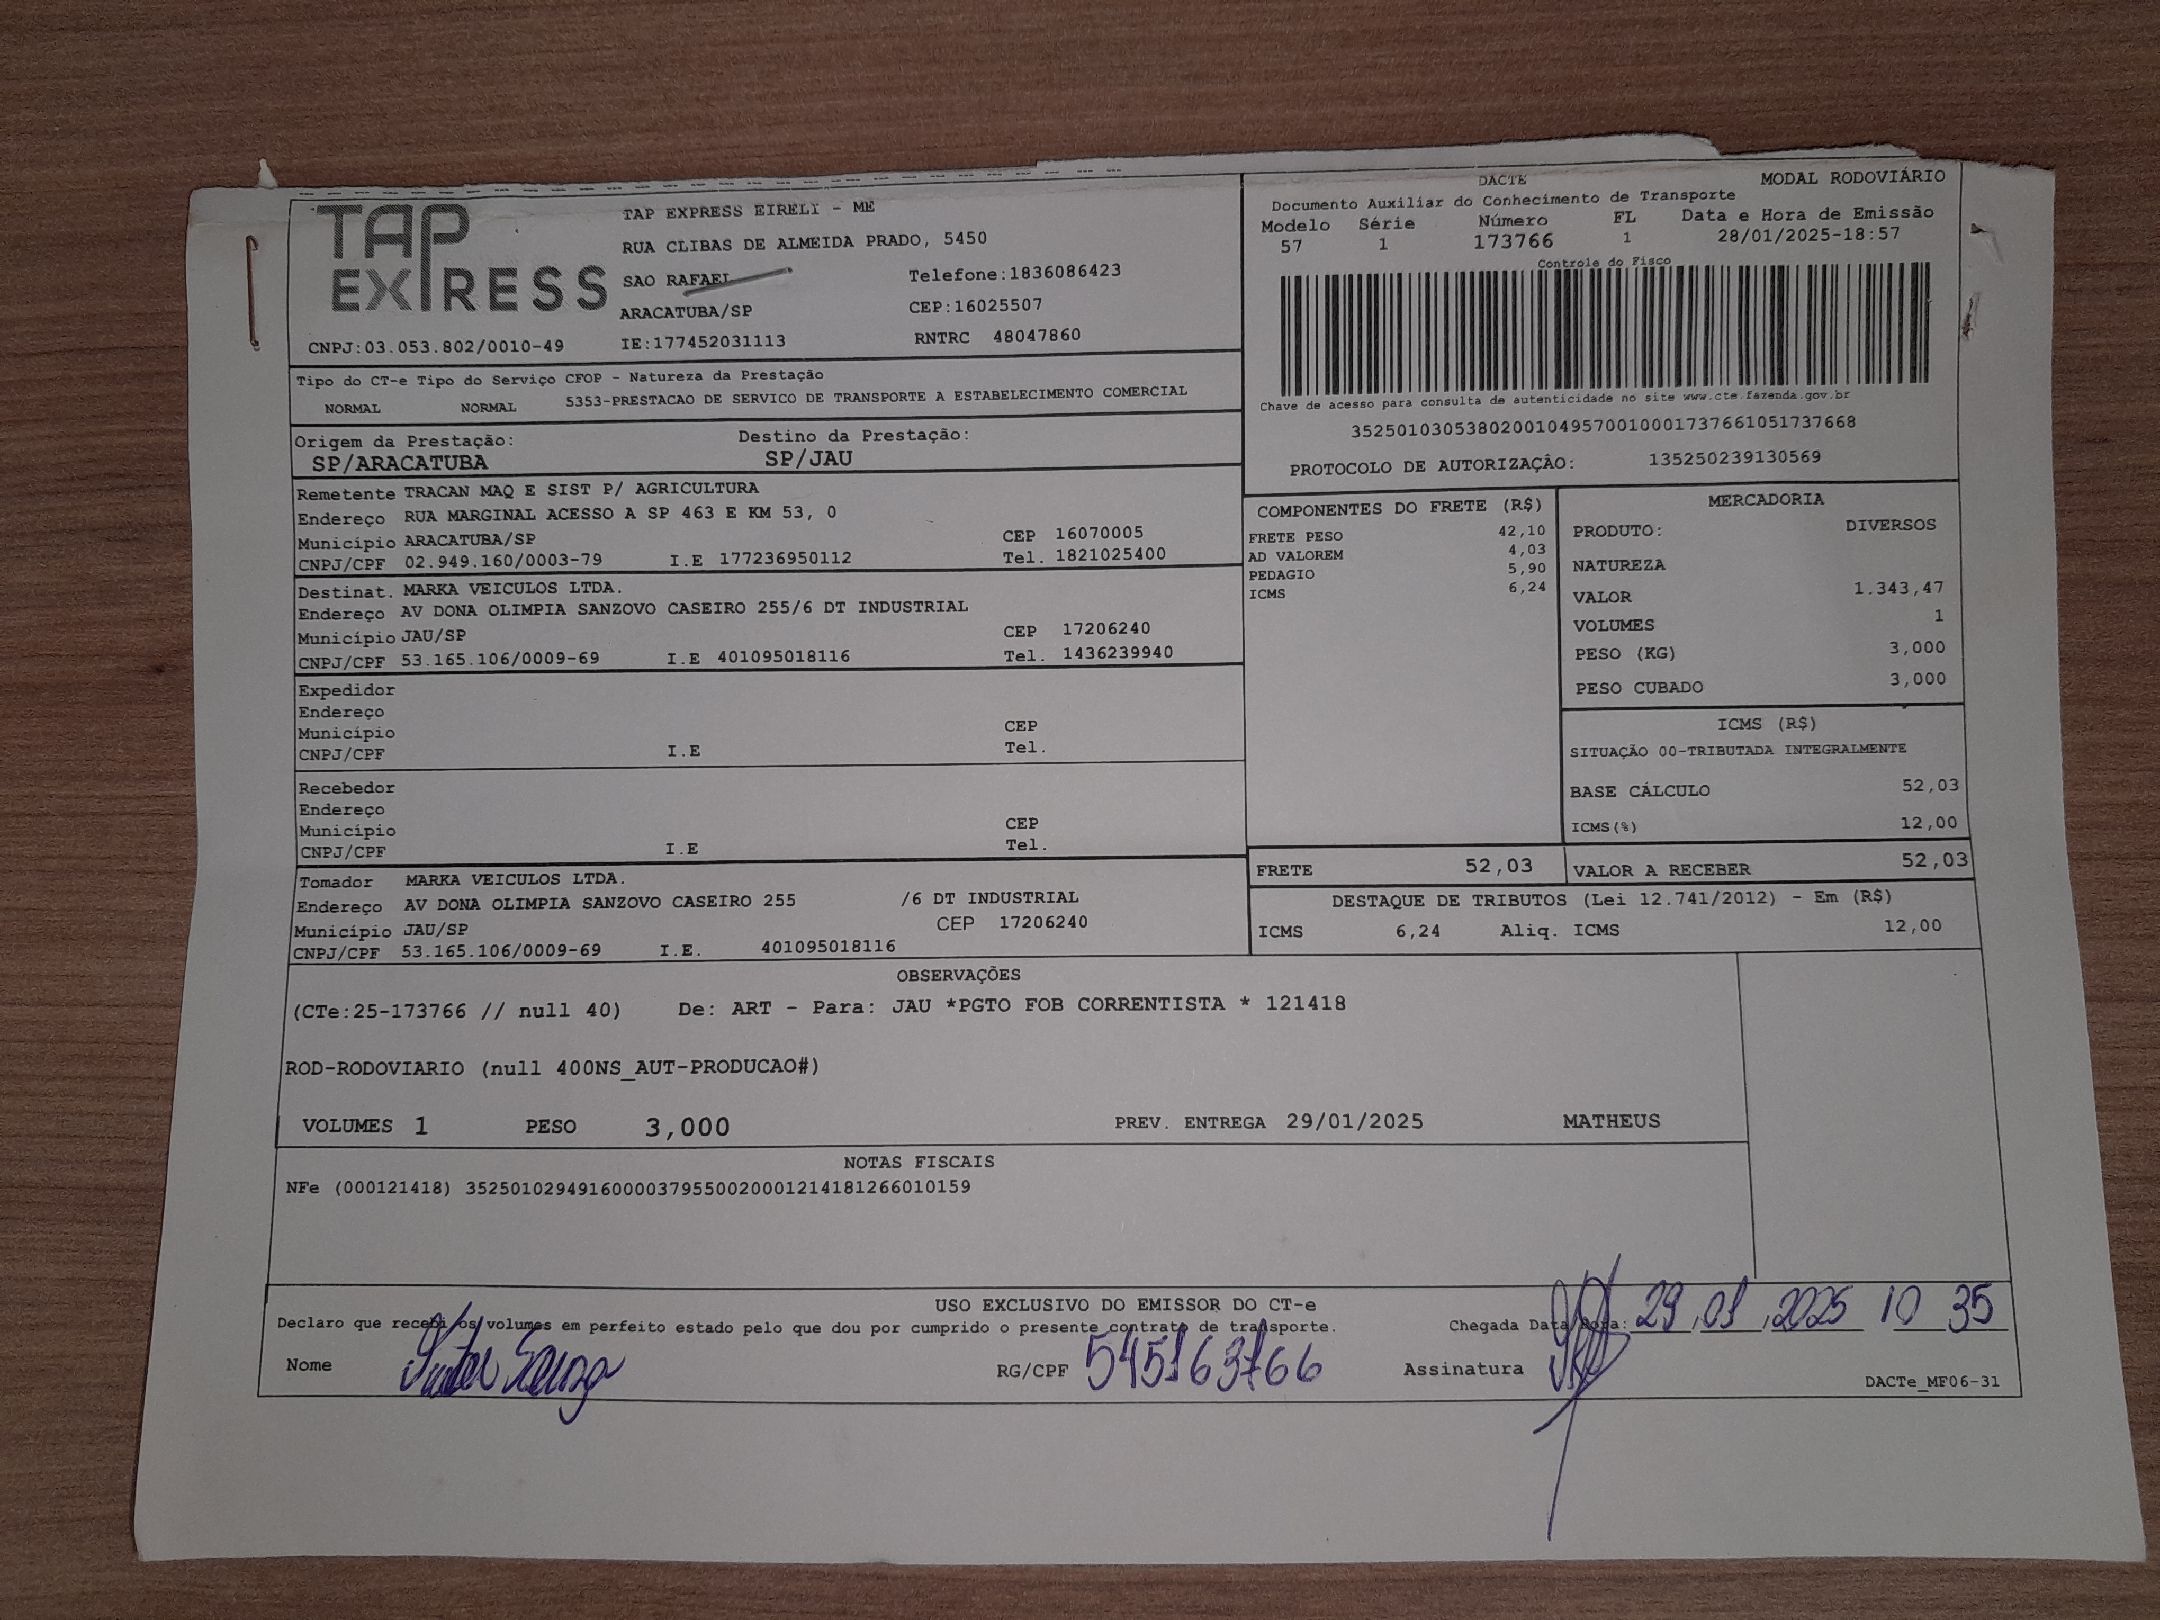 TAP
EXPRESS
CNPJ:03.053.802/0010-49
TAP EXPRESS EIRELI - ME
RUA CLIBAS DE ALMEIDA PRADO, 5450
SAO RAFAEL Telefone:1836086423
ARACATUBA/SP CEP:16025507
IE:177452031113 RNTRC 48047860
DACTE MODAL RODOVIÁRIO
Documento Auxiliar do Conhecimento de Transporte
Modelo Série Número FL Data e Hora de Emissão
57 1 173766 1 28/01/2025-18:57
Controle do Fisco
Chave de acesso para consulta de autenticidade no site www.cte.fazenda.gov.br
35250103053802001049570010001737661051737668
PROTOCOLO DE AUTORIZAÇÃO: 135250239130569
Tipo do CT-e Tipo do Serviço CFOP - Natureza da Prestação
NORMAL NORMAL 5353-PRESTACAO DE SERVICO DE TRANSPORTE A ESTABELECIMENTO COMERCIAL
Origem da Prestação: Destino da Prestação:
SP/ARACATUBA SP/JAU
Remetente TRACAN MAQ E SIST P/ AGRICULTURA
Endereço RUA MARGINAL ACESSO A SP 463 E KM 53, 0
Município ARACATUBA/SP CEP 16070005
CNPJ/CPF 02.949.160/0003-79 I.E 177236950112 Tel. 1821025400
Destinat. MARKA VEICULOS LTDA.
Endereço AV DONA OLIMPIA SANZOVO CASEIRO 255/6 DT INDUSTRIAL
Município JAU/SP CEP 17206240
CNPJ/CPF 53.165.106/0009-69 I.E 401095018116 Tel. 1436239940
Expedidor
Endereço
Município CEP
CNPJ/CPF I.E Tel.
Recebedor
Endereço
Município CEP
CNPJ/CPF I.E Tel.
Tomador MARKA VEICULOS LTDA.
Endereço AV DONA OLIMPIA SANZOVO CASEIRO 255 /6 DT INDUSTRIAL
Município JAU/SP CEP 17206240
CNPJ/CPF 53.165.106/0009-69 I.E. 401095018116
COMPONENTES DO FRETE (R$)
FRETE PESO 42,10
AD VALOREM 4,03
PEDAGIO 5,90
ICMS 6,24
MERCADORIA
PRODUTO: DIVERSOS
NATUREZA
VALOR 1.343,47
VOLUMES 1
PESO (KG) 3,000
PESO CUBADO 3,000
ICMS (R$)
SITUAÇÃO 00-TRIBUTADA INTEGRALMENTE
BASE CÁLCULO 52,03
ICMS(%) 12,00
FRETE 52,03 VALOR A RECEBER 52,03
DESTAQUE DE TRIBUTOS (Lei 12.741/2012) - Em (R$)
ICMS 6,24 Aliq. ICMS 12,00
OBSERVAÇÕES
(CTe:25-173766 // null 40) De: ART - Para: JAU *PGTO FOB CORRENTISTA * 121418
ROD-RODOVIARIO (null 400NS_AUT-PRODUCAO#)
VOLUMES 1 PESO 3,000 PREV. ENTREGA 29/01/2025 MATHEUS
NOTAS FISCAIS
NFe (000121418) 35250102949160000379550020001214181266010159
USO EXCLUSIVO DO EMISSOR DO CT-e
Declaro que recebi os volumes em perfeito estado pelo que dou por cumprido o presente contrato de transporte. Chegada Data Hora: 29,01,2025 10 35
Nome Souza RG/CPF 545163766 Assinatura
DACTe_MF06-31